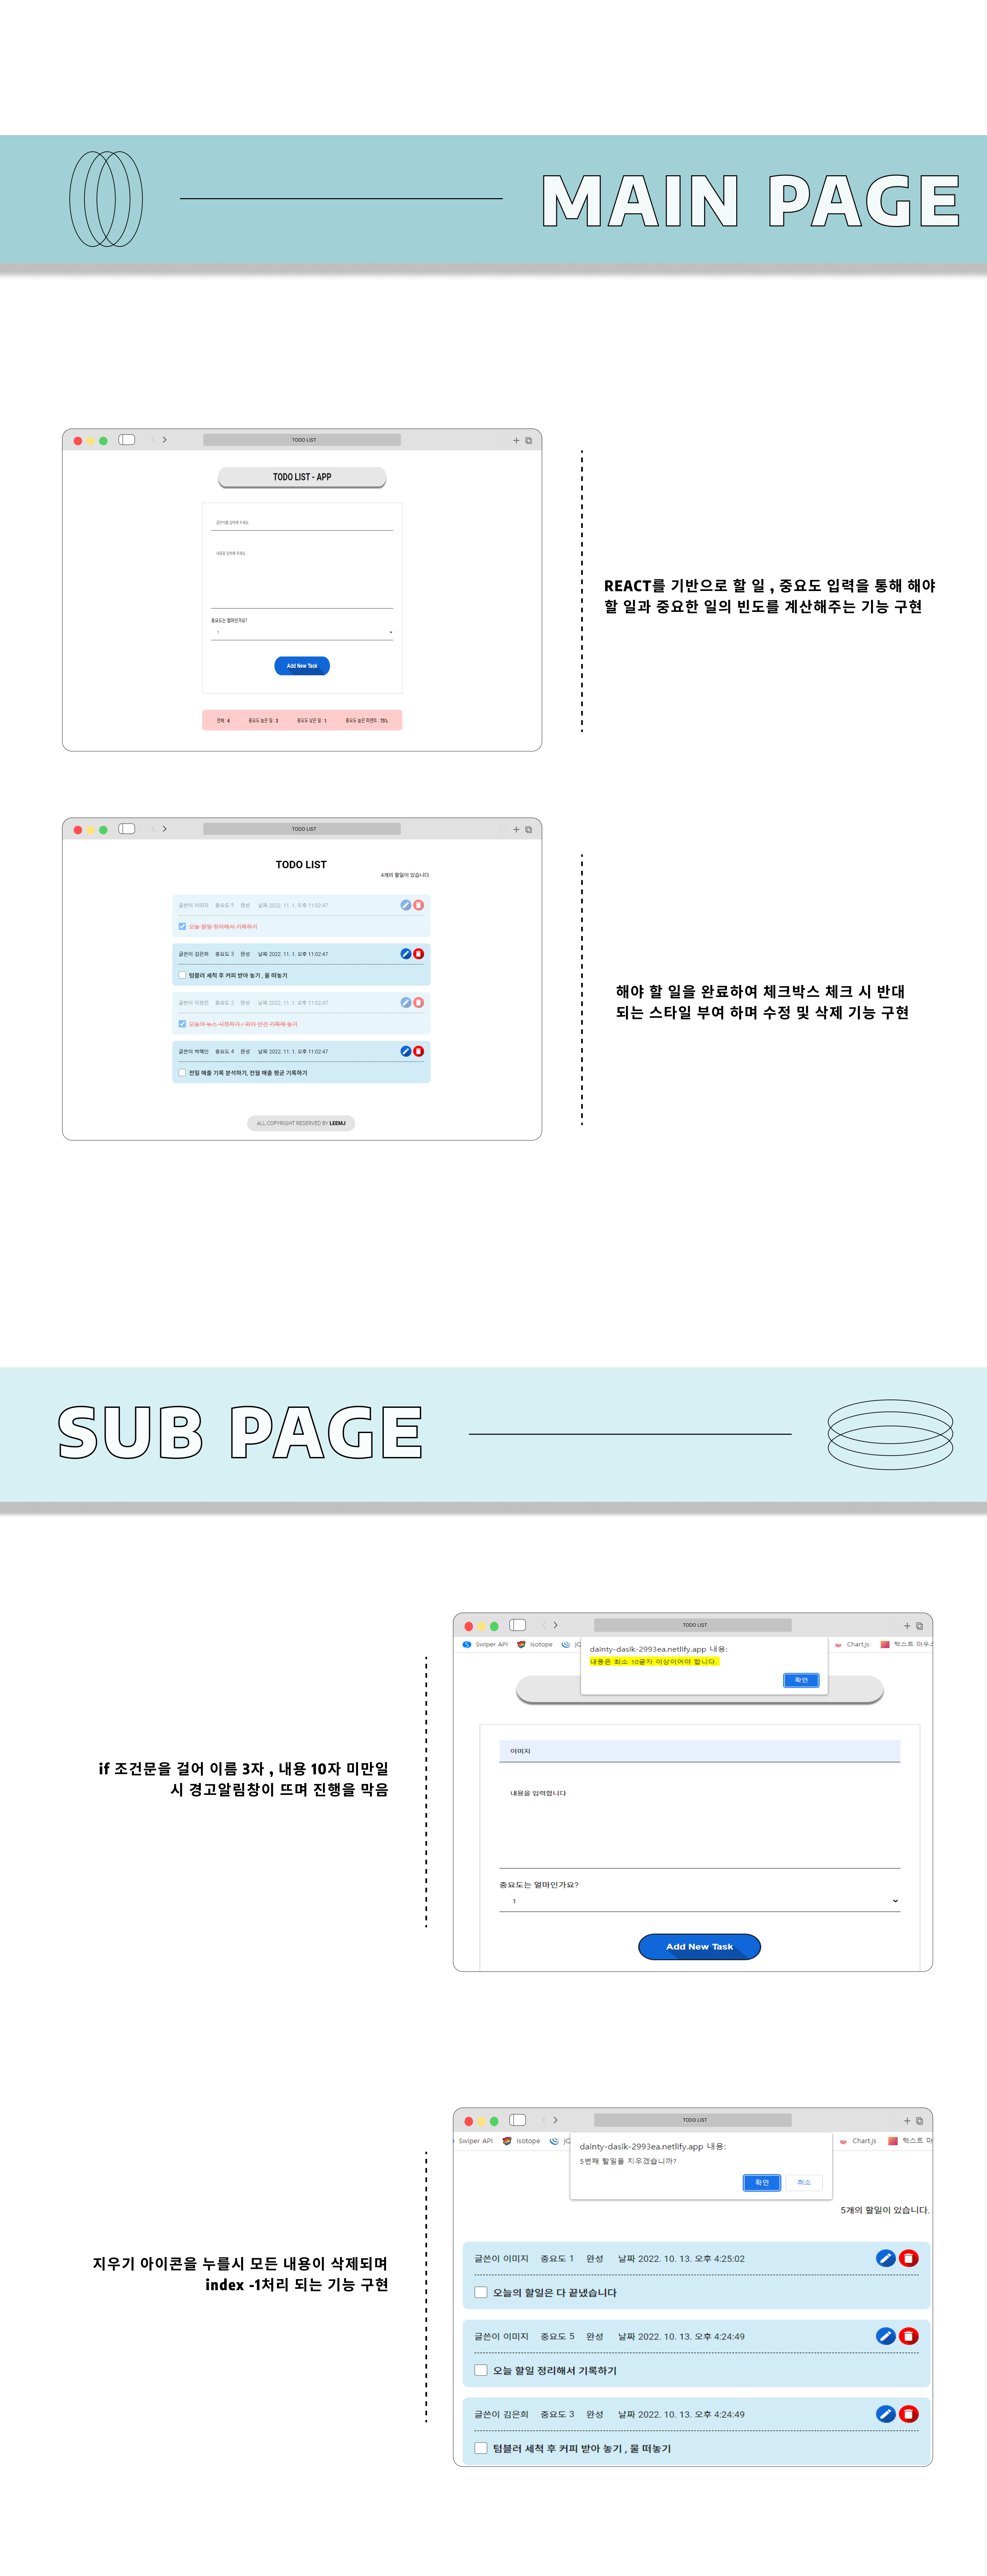 MAIN PAGE
TODO LIST
TODO LIST - APP
글쓴이를 입력해 주세요
내용을 입력해 주세요
중요도는 얼마인가요?
1
Add New Task
전체 : 4 중요도 높은 일 : 3 중요도 낮은 일 : 1 중요도 높은 퍼센트 : 75%
REACT를 기반으로 할 일 , 중요도 입력을 통해 해야
할 일과 중요한 일의 빈도를 계산해주는 기능 구현
TODO LIST
TODO LIST
4개의 할일이 있습니다.
글쓴이 이미지 중요도 5 완성 날짜 2022. 11. 1. 오후 11:02:47
오늘 할일 정리해서 기록하기
글쓴이 김은희 중요도 3 완성 날짜 2022. 11. 1. 오후 11:02:47
텀블러 세척 후 커피 받아 놓기 , 물 떠놓기
중요도 2 완성 날짜 2022. 11. 1. 오후 11:02:47
오늘의 뉴스 시청하기 / 회의 안건 기록해 놓기
글쓴이 박해인 중요도 4 완성 날짜 2022. 11. 1. 오후 11:02:47
전일 매출 기록 분석하기, 전월 매출 평균 기록하기
ALL COPYRIGHT RESERVED BY LEEMJ
해야 할 일을 완료하여 체크박스 체크 시 반대
되는 스타일 부여 하며 수정 및 삭제 기능 구현
SUB PAGE
TODO LIST
Swiper API isotope jQ Chart.js 텍스트 마우스
dainty-dasik-2993ea.netlify.app 내용:
내용은 최소 10글자 이상이어야 합니다.
확인
이미지
내용을 입력합니다
중요도는 얼마인가요?
1
Add New Task
if 조건문을 걸어 이름 3자 , 내용 10자 미만일
시 경고알림창이 뜨며 진행을 막음
TODO LIST
Swiper API isotope jQ Chart.js 텍스트 마
dainty-dasik-2993ea.netlify.app 내용:
5번째 할일을 지우겠습니까?
확인 취소
5개의 할일이 있습니다.
글쓴이 이미지 중요도 1 완성 날짜 2022. 10. 13. 오후 4:25:02
오늘의 할일은 다 끝냈습니다
글쓴이 이미지 중요도 5 완성 날짜 2022. 10. 13. 오후 4:24:49
오늘 할일 정리해서 기록하기
글쓴이 김은희 중요도 3 완성 날짜 2022. 10. 13. 오후 4:24:49
텀블러 세척 후 커피 받아 놓기 , 물 떠놓기
지우기 아이콘을 누를시 모든 내용이 삭제되며
index -1처리 되는 기능 구현